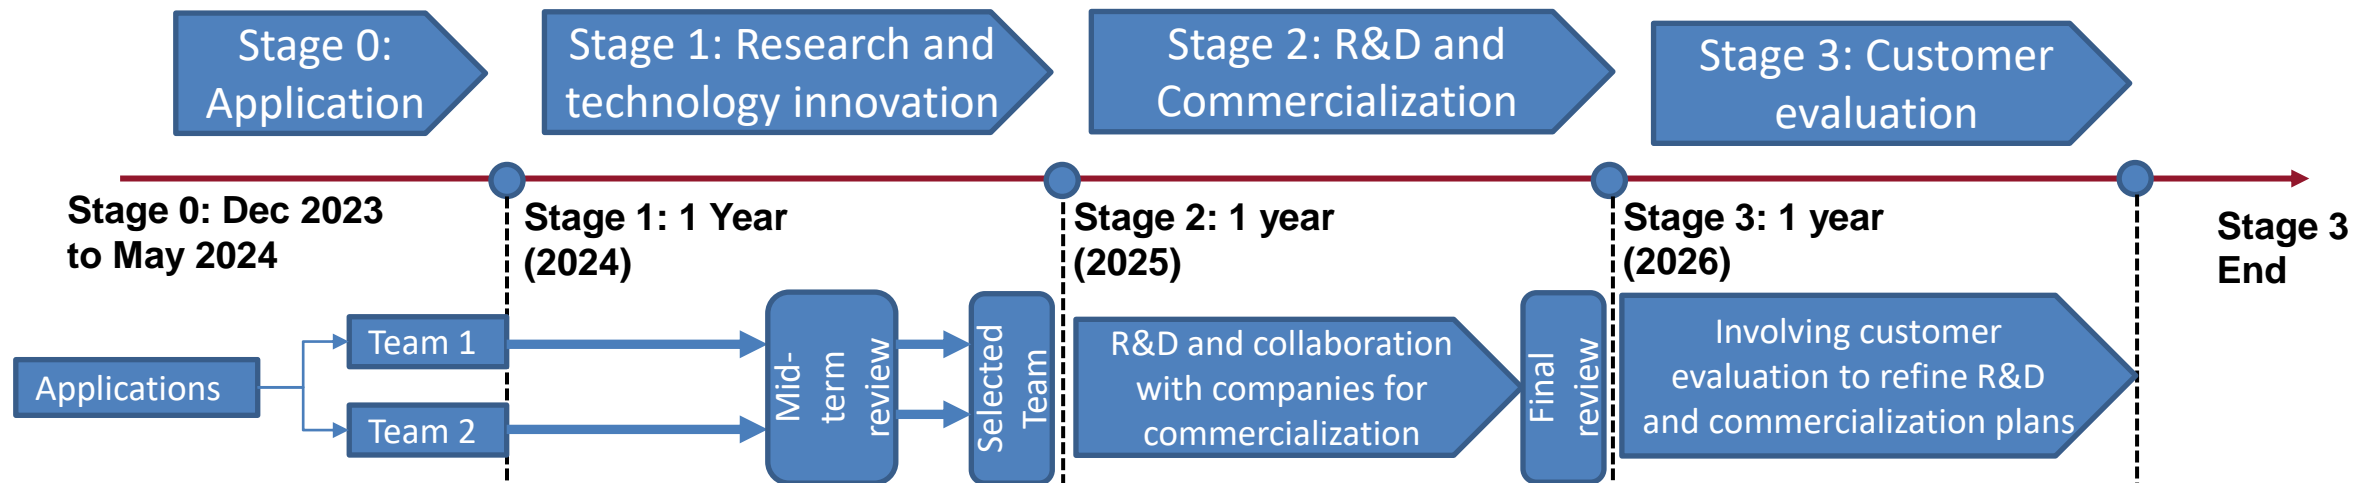 Stage 0:
Application
Stage 1: Research and
technology innovation
Stage 2: R&D and
Commercialization
Stage 3: Customer
evaluation
Stage 0: Dec 2023
to May 2024
Stage 1: 1 Year
(2024)
Stage 2: 1 year
(2025)
Stage 3: 1 year
(2026)
Stage 3
End
Applications
Team 1
Team 2
Mid-
term
review
Selected
Team
R&D and collaboration
with companies for
commercialization
Final
review
Involving customer
evaluation to refine R&D
and commercialization plans